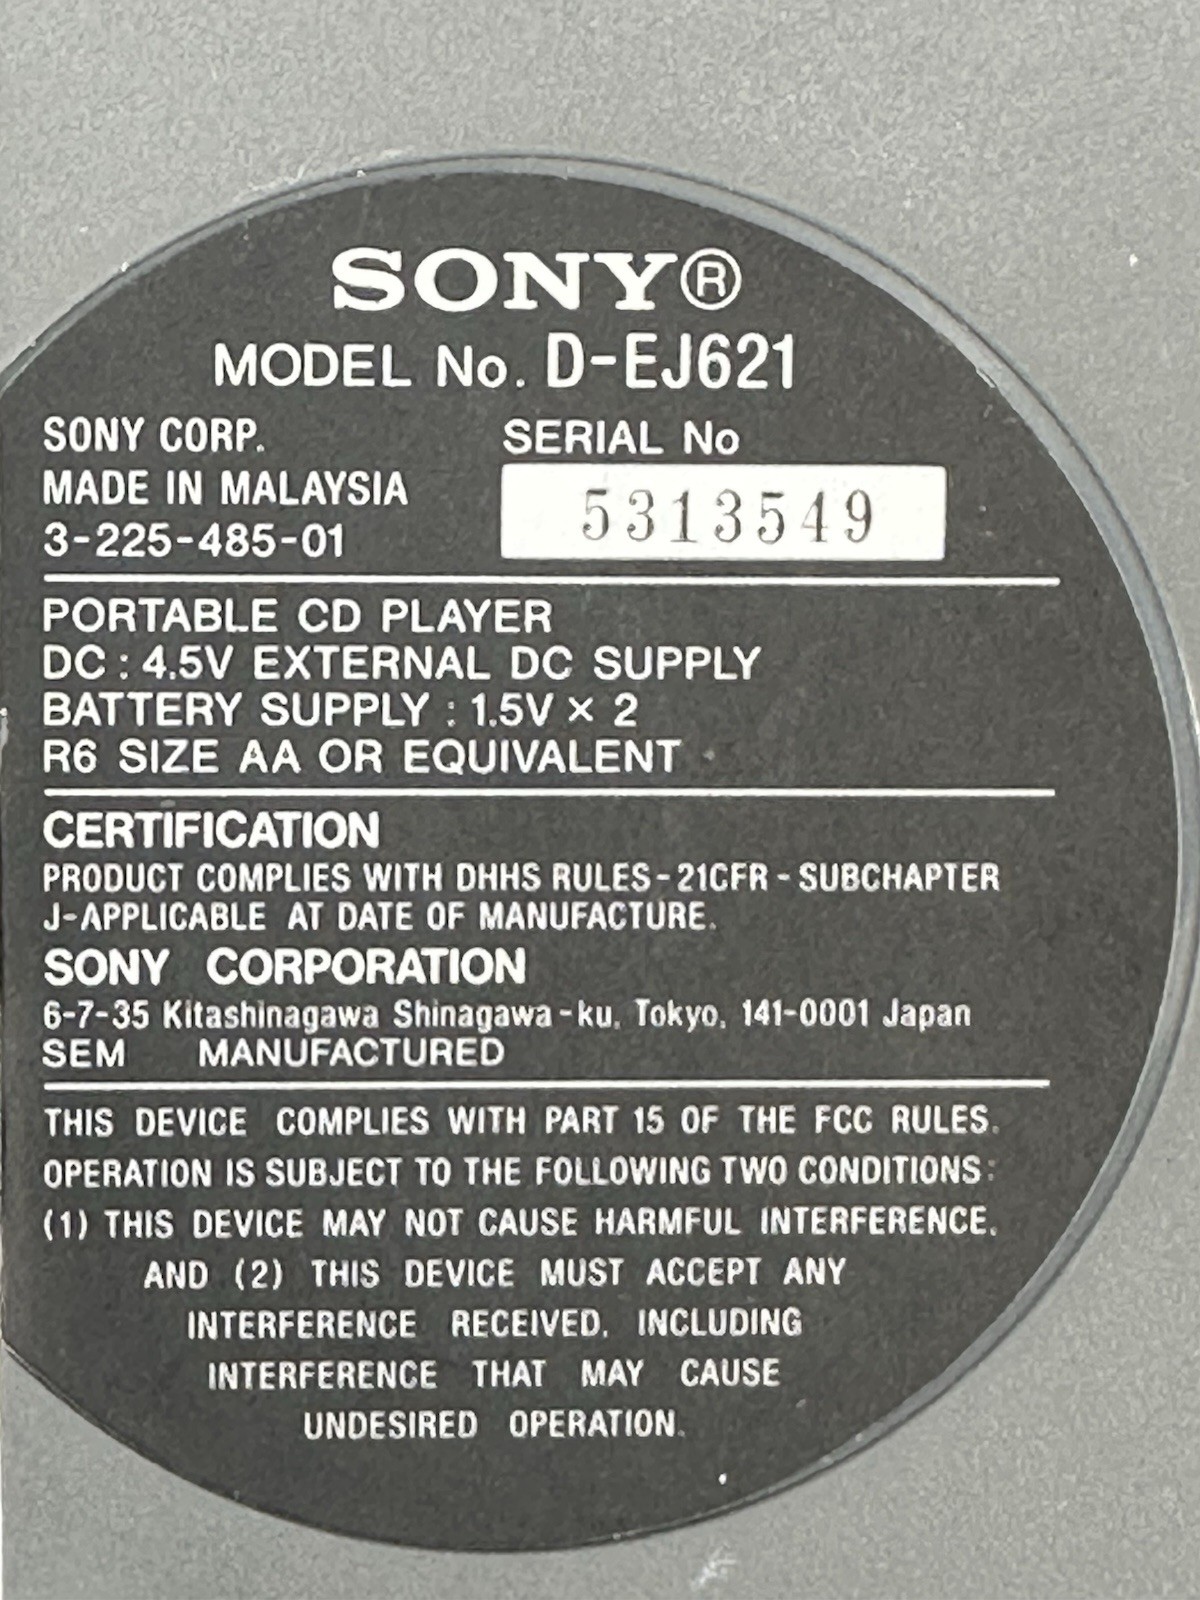 SONY®
MODEL No. D-EJ621
SONY CORP.
MADE IN MALAYSIA
3-225-485-01
SERIAL No
5313549
PORTABLE CD PLAYER
DC : 4.5V EXTERNAL DC SUPPLY
BATTERY SUPPLY : 1.5V × 2
R6 SIZE AA OR EQUIVALENT
CERTIFICATION
PRODUCT COMPLIES WITH DHHS RULES-21CFR-SUBCHAPTER
J-APPLICABLE AT DATE OF MANUFACTURE.
SONY CORPORATION
6-7-35 Kitashinagawa Shinagawa-ku, Tokyo, 141-0001 Japan
SEM MANUFACTURED
THIS DEVICE COMPLIES WITH PART 15 OF THE FCC RULES.
OPERATION IS SUBJECT TO THE FOLLOWING TWO CONDITIONS:
(1) THIS DEVICE MAY NOT CAUSE HARMFUL INTERFERENCE,
AND (2) THIS DEVICE MUST ACCEPT ANY
INTERFERENCE RECEIVED, INCLUDING
INTERFERENCE THAT MAY CAUSE
UNDESIRED OPERATION.